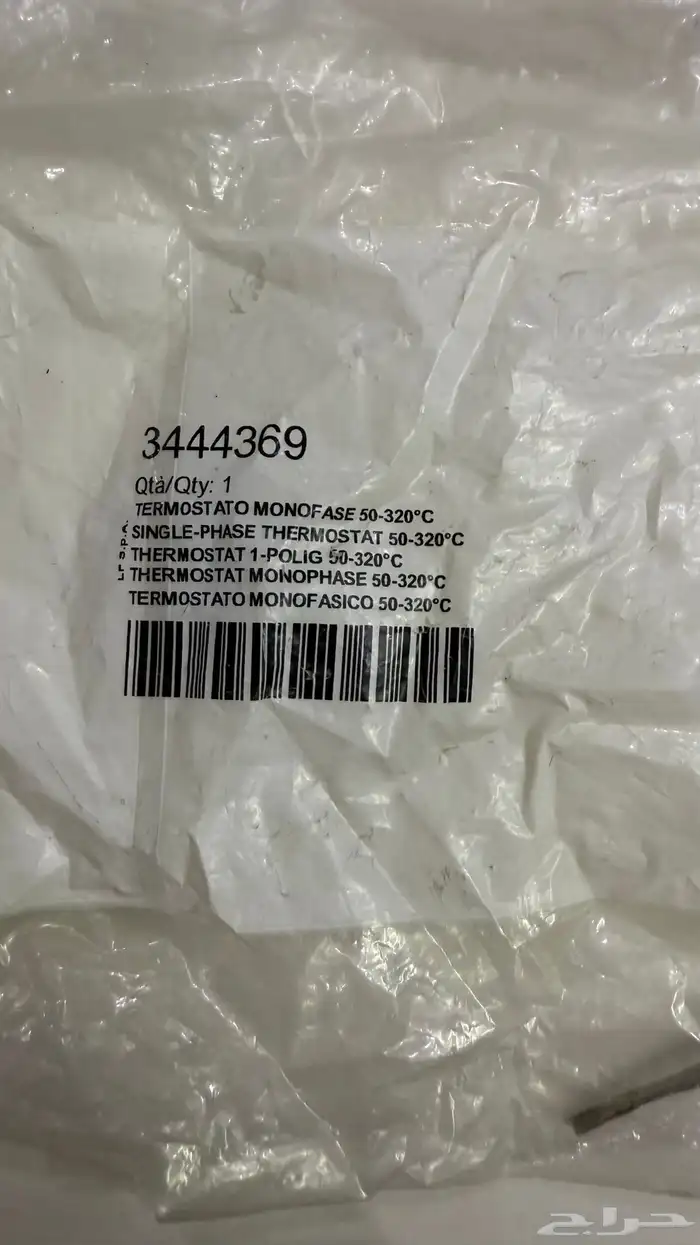 3444369
Qtà/Qty: 1
TERMOSTATO MONOFASE 50-320°C
SINGLE-PHASE THERMOSTAT 50-320°C
THERMOSTAT 1-POLIG 50-320°C
THERMOSTAT MONOPHASE 50-320°C
TERMOSTATO MONOFASICO 50-320°C
LF s.p.A.
حراج